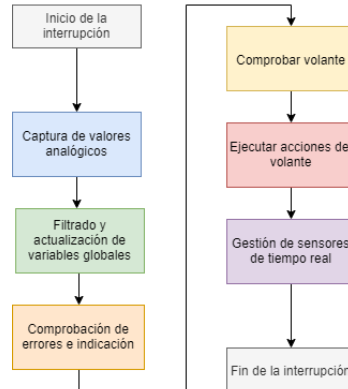 Inicio de la
interrupción
Captura de valores
analógicos
Filtrado y
actualización de
variables globales
Comprobación de
errores e indicación
Comprobar volante
Ejecutar acciones de
volante
Gestión de sensores
de tiempo real
Fin de la interrupción